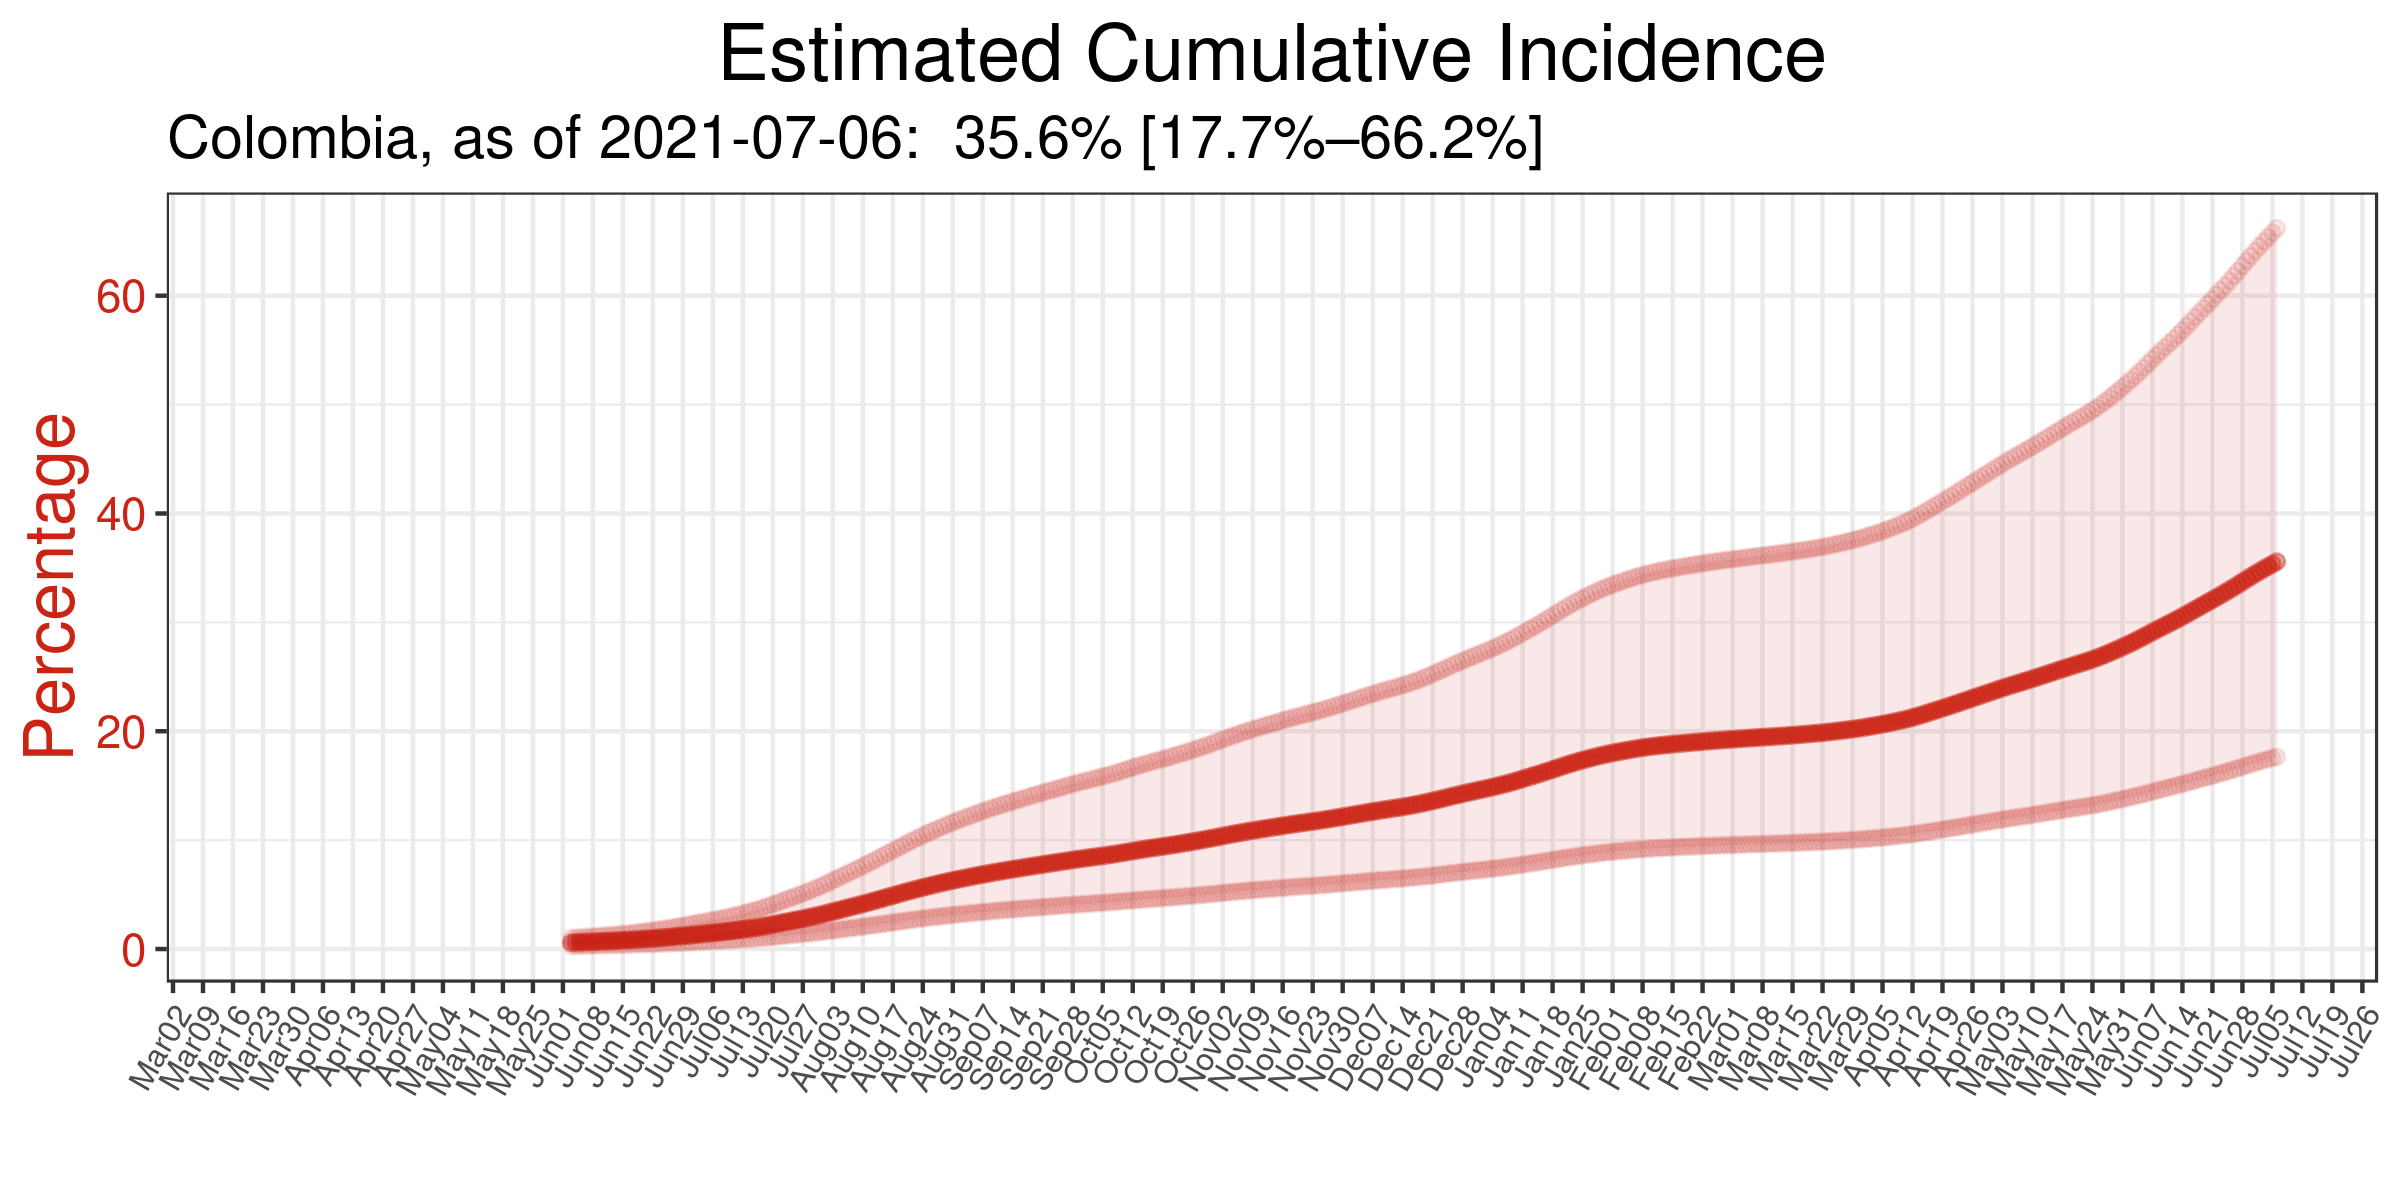 Estimated Cumulative Incidence
Colombia, as of 2021-07-06: 35.6% [17.7%–66.2%]
Percentage
60
40
20
0
Mar02
Mar09
Mar16
Mar23
Mar30
Apr06
Apr13
Apr20
Apr27
May04
May11
May18
May25
Jun01
Jun08
Jun15
Jun22
Jun29
Jul06
Jul13
Jul20
Jul27
Aug03
Aug10
Aug17
Aug24
Aug31
Sep07
Sep14
Sep21
Sep28
Oct05
Oct12
Oct19
Oct26
Nov02
Nov09
Nov16
Nov23
Nov30
Dec07
Dec14
Dec21
Dec28
Jan04
Jan11
Jan18
Jan25
Feb01
Feb08
Feb15
Feb22
Mar01
Mar08
Mar15
Mar22
Mar29
Apr05
Apr12
Apr19
Apr26
May03
May10
May17
May24
May31
Jun07
Jun14
Jun21
Jun28
Jul05
Jul12
Jul19
Jul26